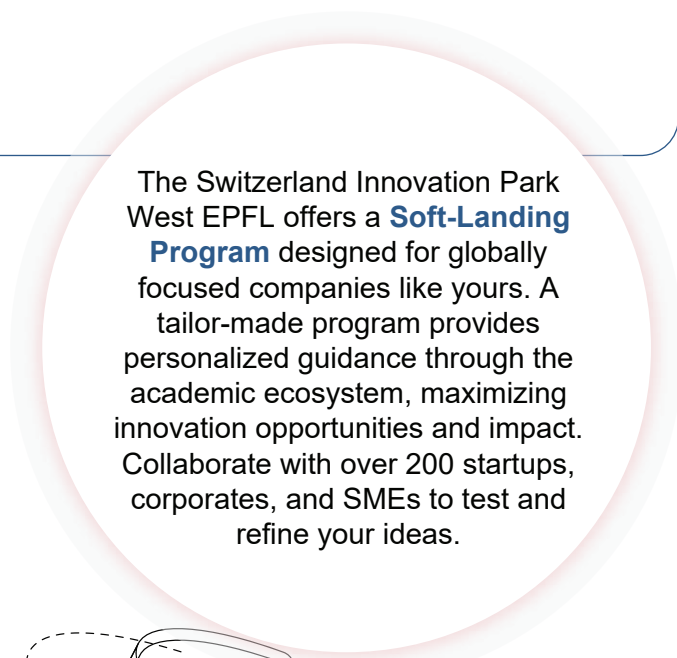 The Switzerland Innovation Park
West EPFL offers a Soft-Landing
Program designed for globally
focused companies like yours. A
tailor-made program provides
personalized guidance through the
academic ecosystem, maximizing
innovation opportunities and impact.
Collaborate with over 200 startups,
corporates, and SMEs to test and
refine your ideas.